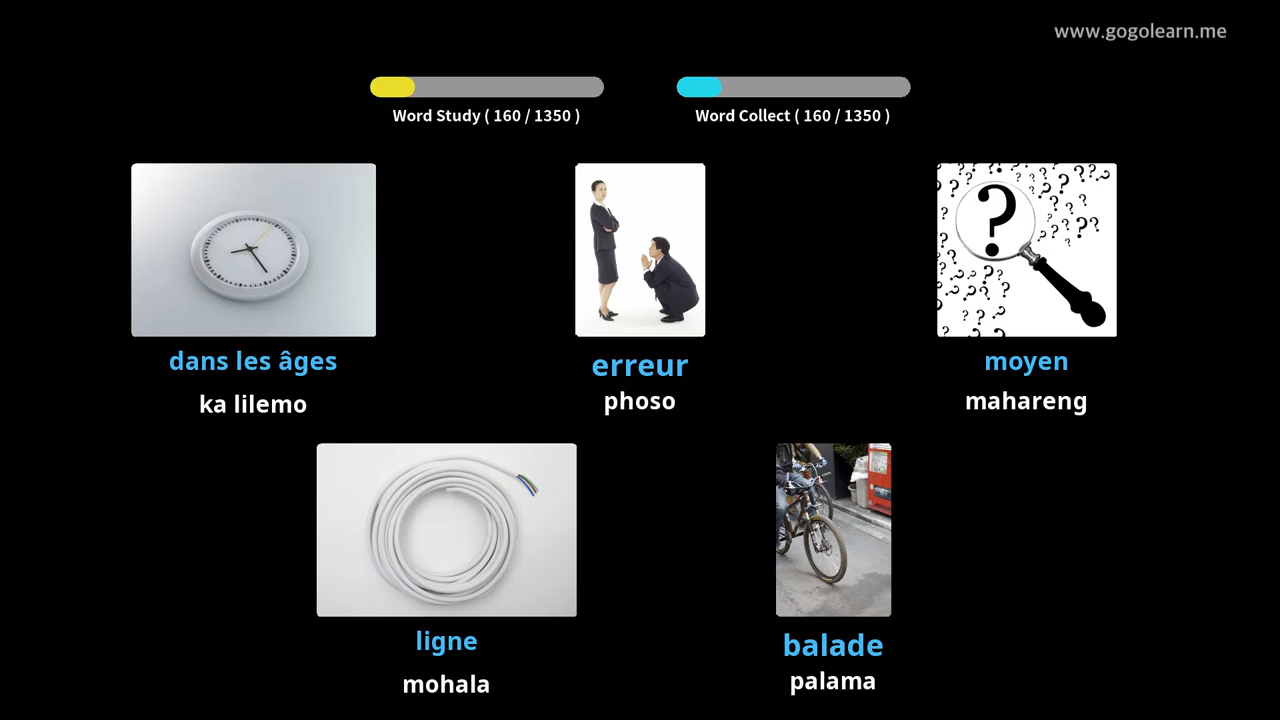 www.gogolearn.me
Word Study ( 160 / 1350 )
Word Collect ( 160 / 1350 )
dans les âges
ka lilemo
erreur
phoso
moyen
mahareng
ligne
mohala
balade
palama